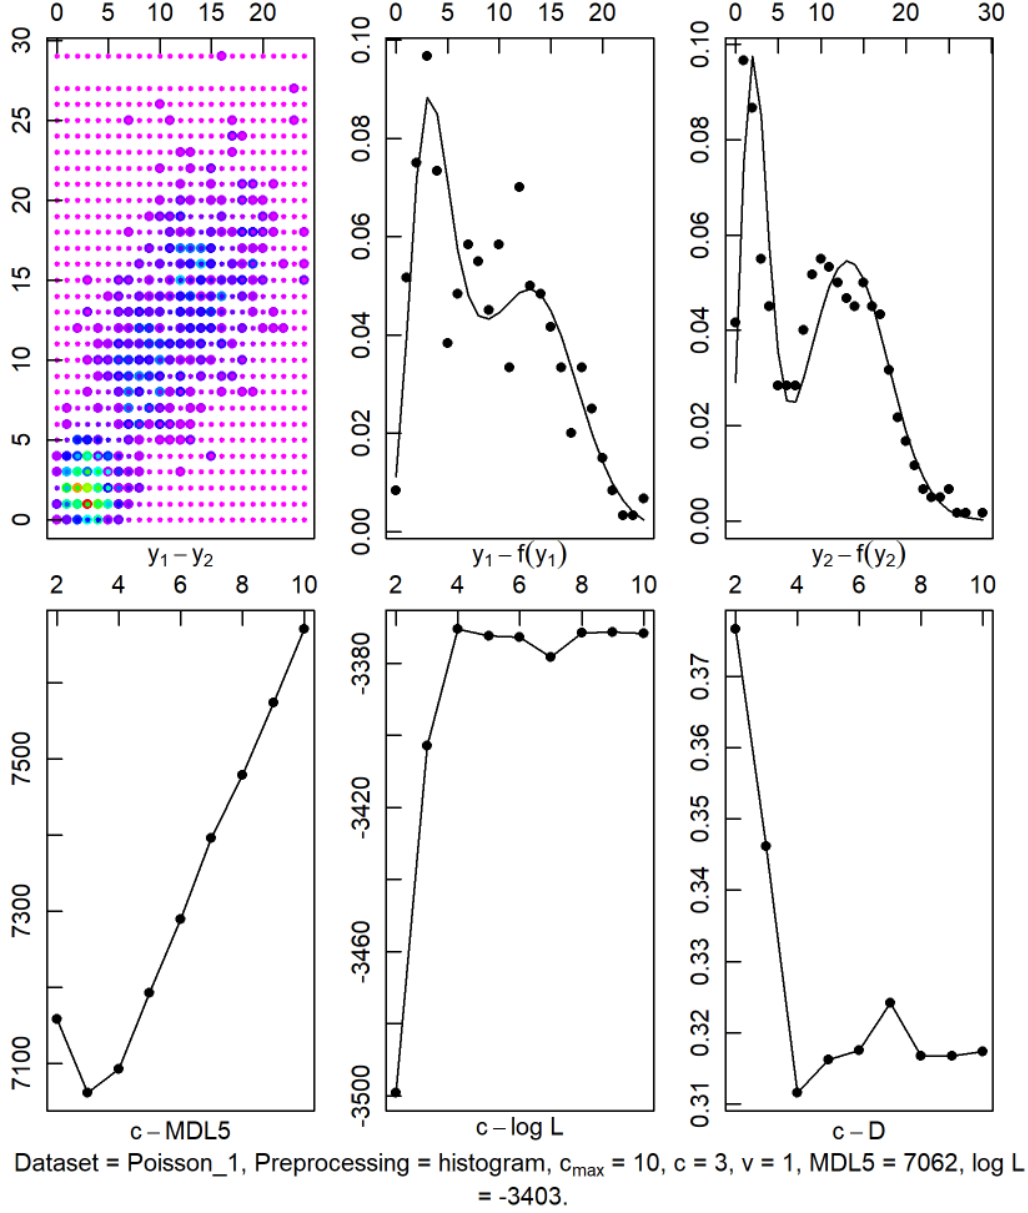 0 5 10 15 20
0 5 10 15 20
0 5 10 15 20 30
30
25
20
15
10
5
0
0.10
0.08
0.06
0.04
0.02
0.00
0.10
0.08
0.06
0.04
0.02
0.00
y₁ – y₂
y₁ – f(y₁)
y₂ – f(y₂)
2 4 6 8 10
2 4 6 8 10
2 4 6 8 10
7500
7300
7100
-3380
-3420
-3460
-3500
0.37
0.36
0.35
0.34
0.33
0.32
0.31
c – MDL5
c – log L
c – D
Dataset = Poisson_1, Preprocessing = histogram, cmax = 10, c = 3, v = 1, MDL5 = 7062, log L
= -3403.